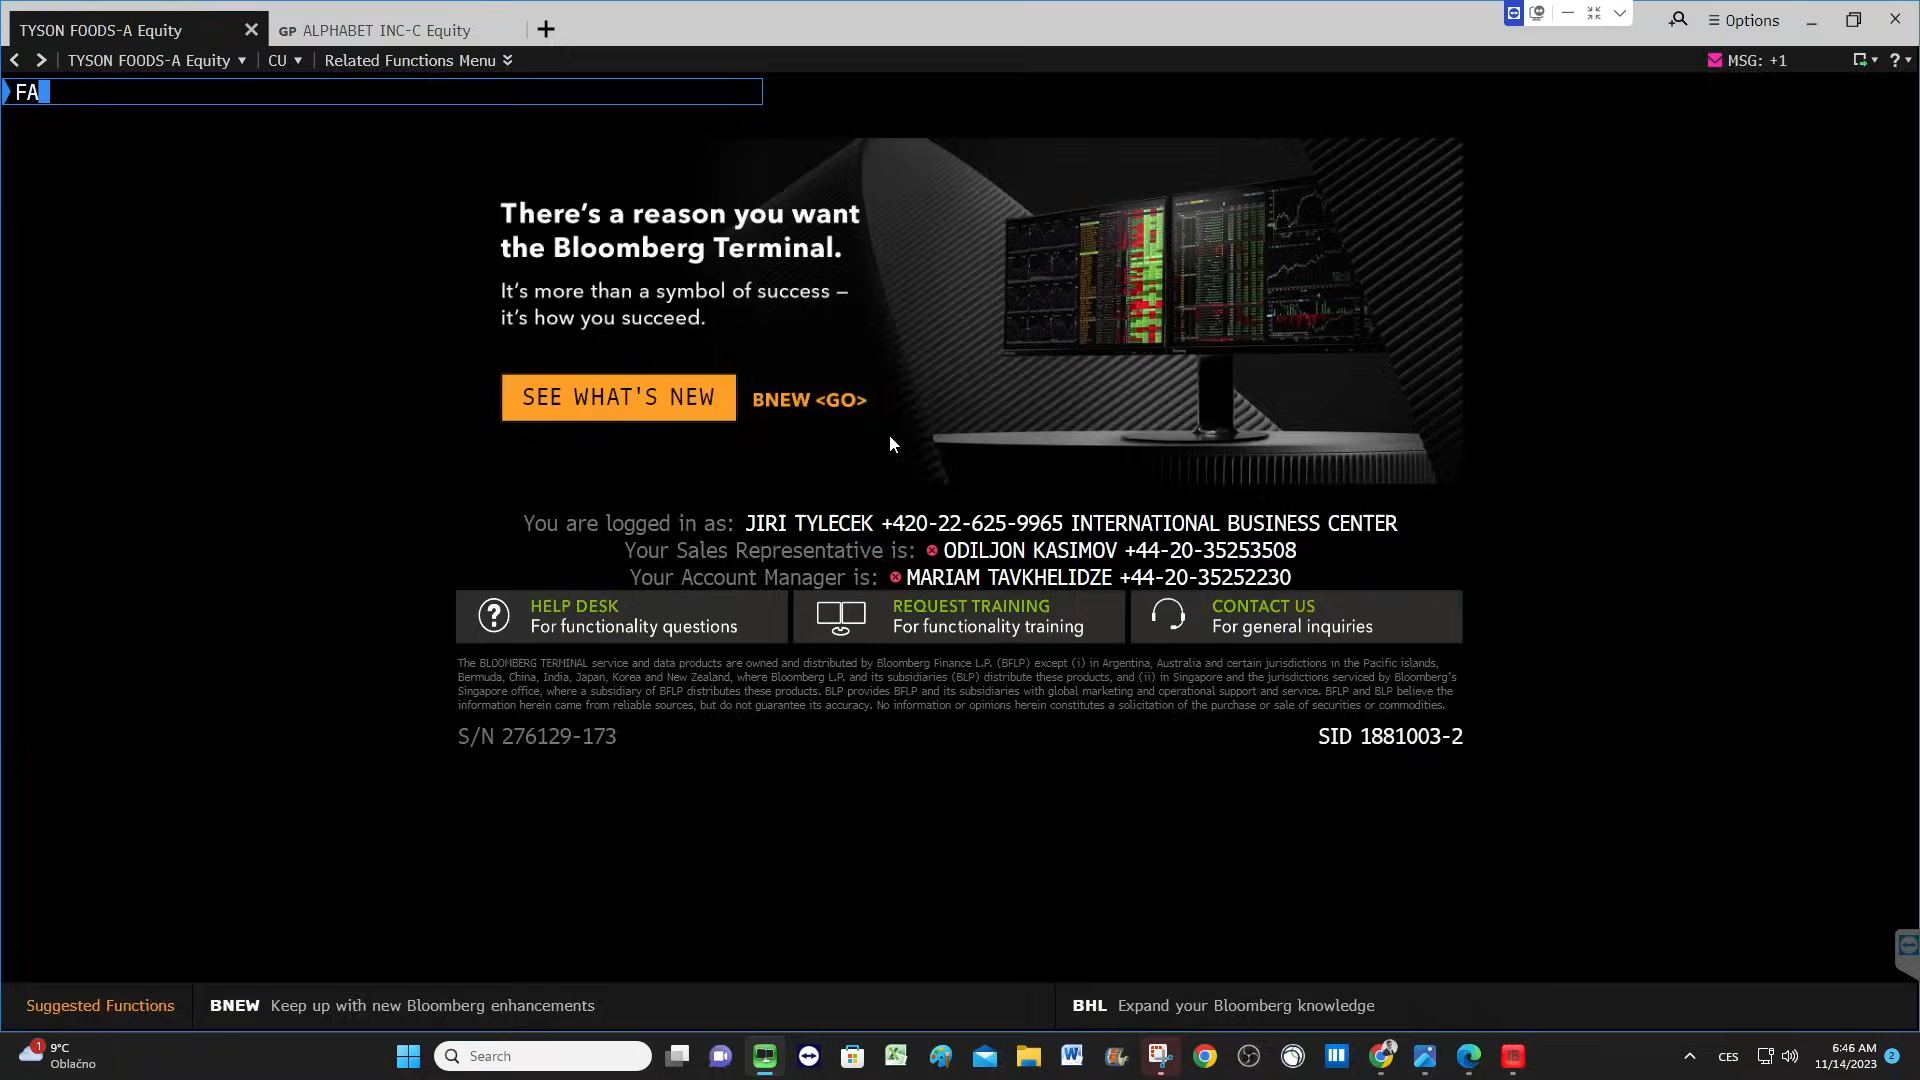 TYSON FOODS-A Equity
GP ALPHABET INC-C Equity
Options
TYSON FOODS-A Equity
CU
Related Functions Menu
MSG: +1
?
FA
There's a reason you want
the Bloomberg Terminal.
It's more than a symbol of success –
it's how you succeed.
SEE WHAT'S NEW
BNEW <GO>
You are logged in as: JIRI TYLECEK +420-22-625-9965 INTERNATIONAL BUSINESS CENTER
Your Sales Representative is: ODILJON KASIMOV +44-20-35253508
Your Account Manager is: MARIAM TAVKHELIDZE +44-20-35252230
? HELP DESK
For functionality questions
REQUEST TRAINING
For functionality training
CONTACT US
For general inquiries
The BLOOMBERG TERMINAL service and data products are owned and distributed by Bloomberg Finance L.P. (BFLP) except (i) in Argentina, Australia and certain jurisdictions in the Pacific islands,
Bermuda, China, India, Japan, Korea and New Zealand, where Bloomberg L.P. and its subsidiaries (BLP) distribute these products, and (ii) in Singapore and the jurisdictions serviced by Bloomberg's
Singapore office, where a subsidiary of BFLP distributes these products. BLP provides BFLP and its subsidiaries with global marketing and operational support and service. BFLP and BLP believe the
information herein came from reliable sources, but do not guarantee its accuracy. No information or opinions herein constitutes a solicitation of the purchase or sale of securities or commodities.
S/N 276129-173
SID 1881003-2
Suggested Functions
BNEW Keep up with new Bloomberg enhancements
BHL Expand your Bloomberg knowledge
1
9°C
Oblačno
Search
CES
6:46 AM
11/14/2023
2